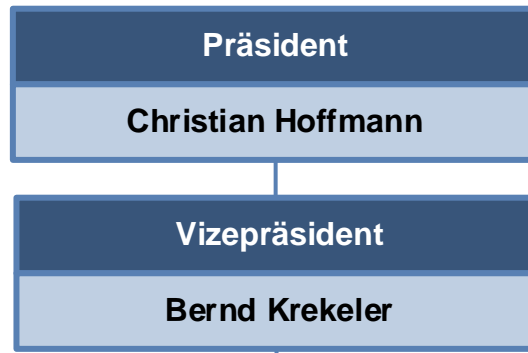 Präsident
Christian Hoffmann
Vizepräsident
Bernd Krekeler